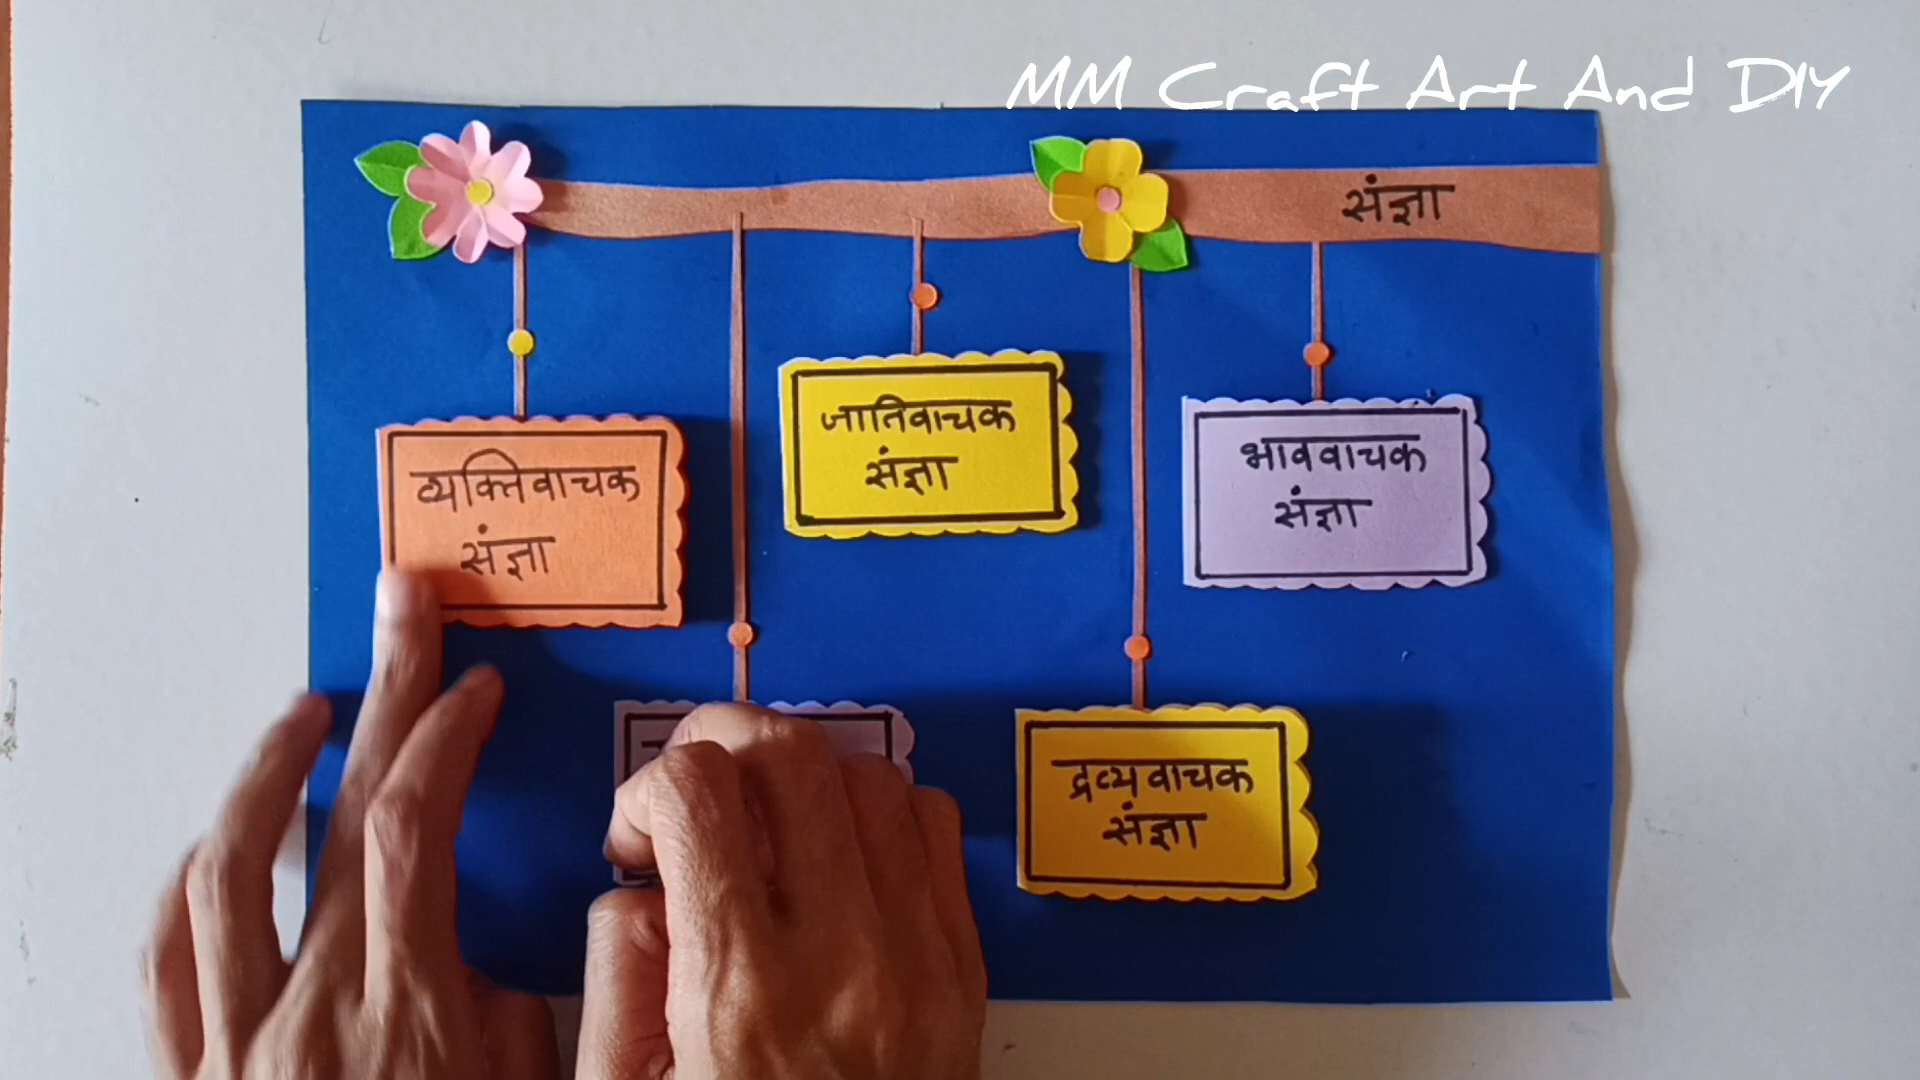 MM Craft Art And DIY
संज्ञा
व्यक्तिवाचक
संज्ञा
जातिवाचक
संज्ञा
भाववाचक
संज्ञा
द्रव्यवाचक
संज्ञा